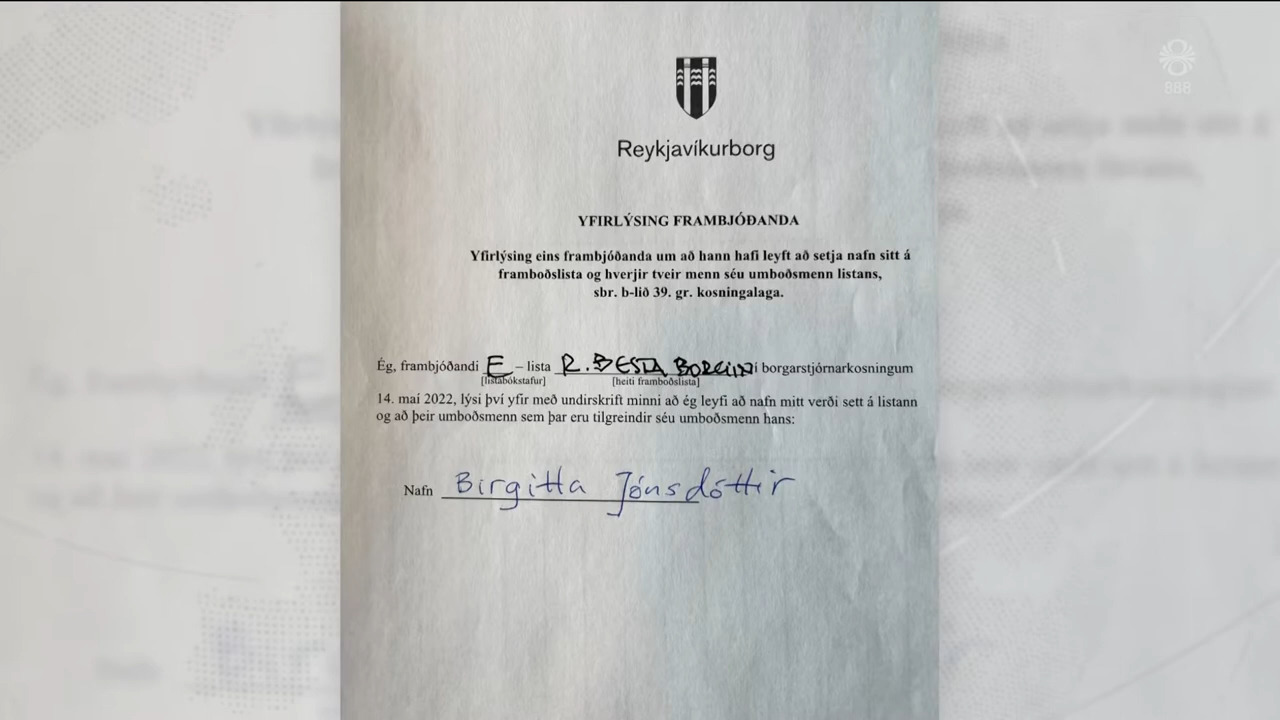 888
Reykjavíkurborg
YFIRLÝSING FRAMBJÓÐANDA
Yfirlýsing eins frambjóðanda um að hann hafi leyft að setja nafn sitt á
framboðslista og hverjir tveir menn séu umboðsmenn listans,
sbr. b-lið 39. gr. kosningalaga.
Ég, frambjóðandi E – lista R. BESTA BORGIN í borgarstjórnarkosningum
[listabókstafur] [heiti framboðslista]
14. maí 2022, lýsi því yfir með undirskrift minni að ég leyfi að nafn mitt verði sett á listann
og að þeir umboðsmenn sem þar eru tilgreindir séu umboðsmenn hans:
Nafn Birgitta Jónsdóttir